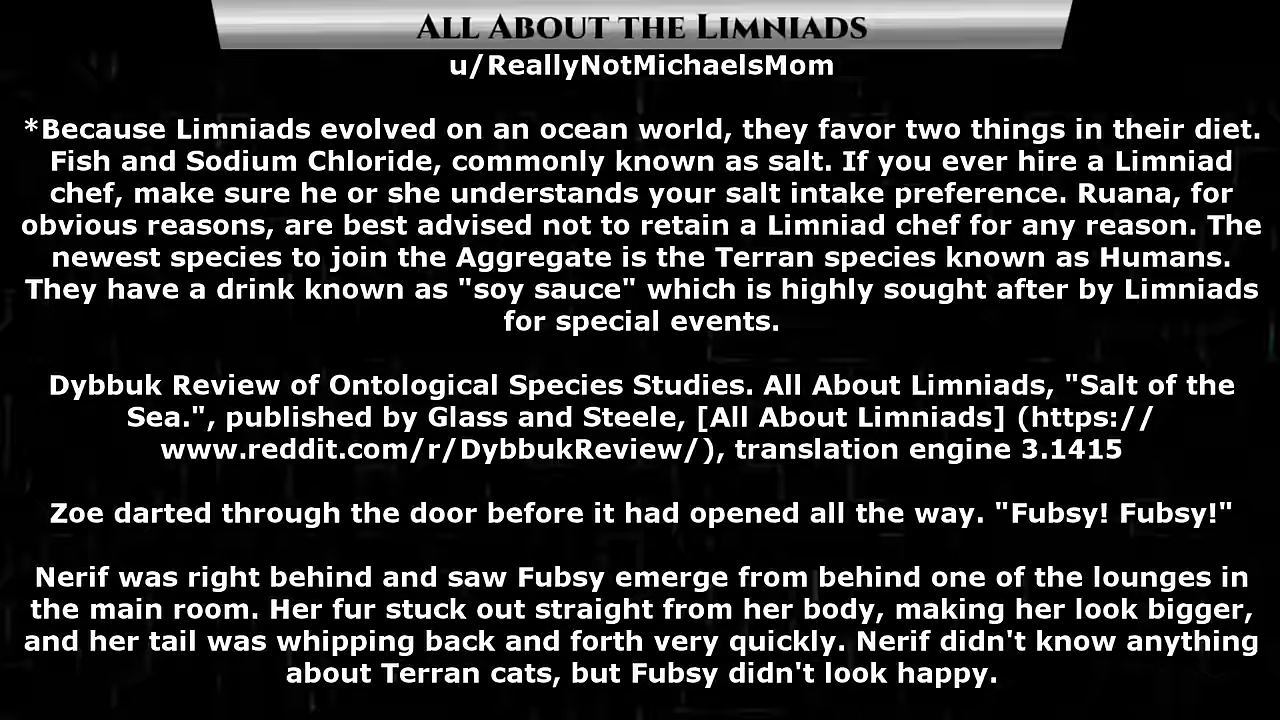 All About the Limniads
u/ReallyNotMichaelsMom
*Because Limniads evolved on an ocean world, they favor two things in their diet.
Fish and Sodium Chloride, commonly known as salt. If you ever hire a Limniad
chef, make sure he or she understands your salt intake preference. Ruana, for
obvious reasons, are best advised not to retain a Limniad chef for any reason. The
newest species to join the Aggregate is the Terran species known as Humans.
They have a drink known as "soy sauce" which is highly sought after by Limniads
for special events.
Dybbuk Review of Ontological Species Studies. All About Limniads, "Salt of the
Sea.", published by Glass and Steele, [All About Limniads] (https://
www.reddit.com/r/DybbukReview/), translation engine 3.1415
Zoe darted through the door before it had opened all the way. "Fubsy! Fubsy!"
Nerif was right behind and saw Fubsy emerge from behind one of the lounges in
the main room. Her fur stuck out straight from her body, making her look bigger,
and her tail was whipping back and forth very quickly. Nerif didn't know anything
about Terran cats, but Fubsy didn't look happy.